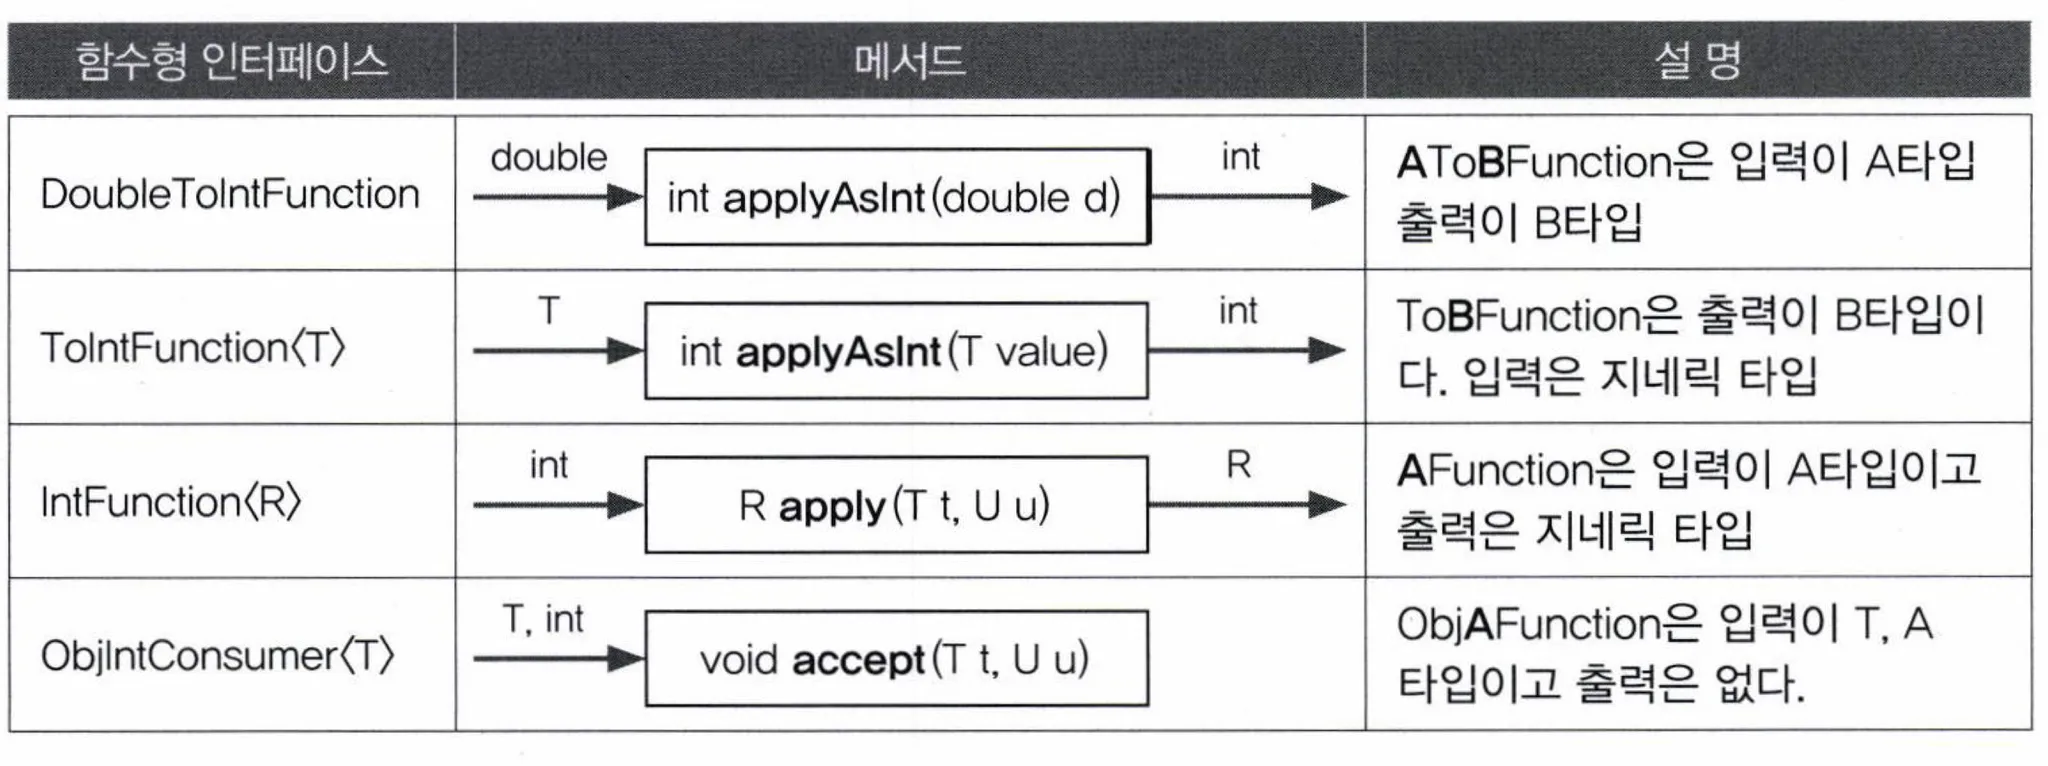 함수형 인터페이스 메서드 설 명
DoubleToIntFunction
double
int applyAsInt(double d)
int
AToBFunction은 입력이 A타입
출력이 B타입
ToIntFunction〈T〉
T
int applyAsInt(T value)
int
ToBFunction은 출력이 B타입이
다. 입력은 지네릭 타입
IntFunction〈R〉
int
R apply(T t, U u)
R
AFunction은 입력이 A타입이고
출력은 지네릭 타입
ObjIntConsumer〈T〉
T, int
void accept(T t, U u)
ObjAFunction은 입력이 T, A
타입이고 출력은 없다.